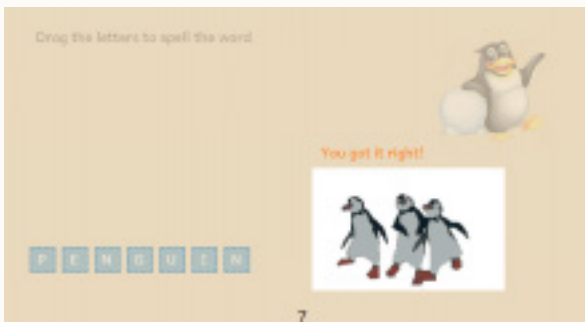 Drag the letters to spell the word
You got it right!
P E N G U I N
7